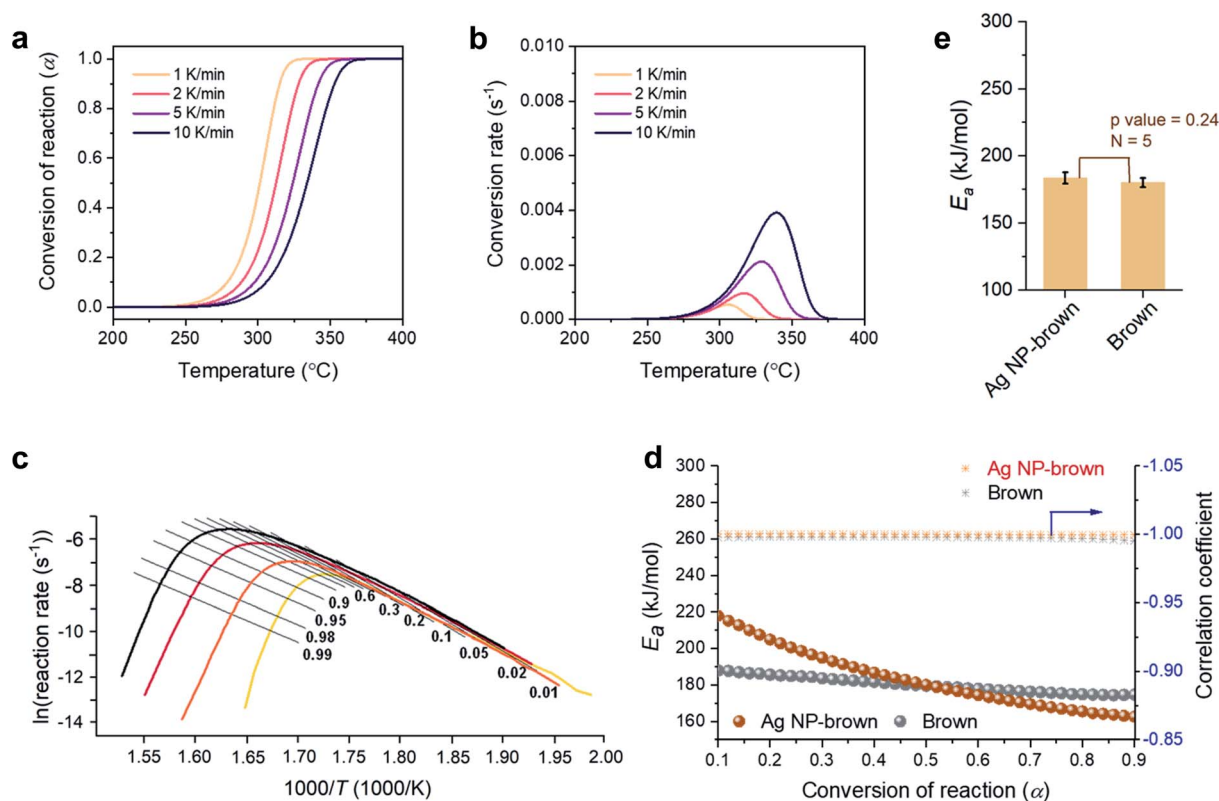 a
Conversion of reaction (α)
1.0
0.8
0.6
0.4
0.2
0.0
1 K/min
2 K/min
5 K/min
10 K/min
200
250
300
350
400
Temperature (°C)
b
Conversion rate (s⁻¹)
0.010
0.008
0.006
0.004
0.002
0.000
1 K/min
2 K/min
5 K/min
10 K/min
200
250
300
350
400
Temperature (°C)
e
Eₐ (kJ/mol)
300
250
200
150
100
p value = 0.24
N = 5
Ag NP-brown
Brown
c
ln(reaction rate (s⁻¹))
-6
-8
-10
-11
-12
-14
0.6
0.9
0.3
0.95
0.2
0.98
0.1
0.99
0.05
0.02
0.01
1.55
1.60
1.65
1.70
1.75
1.80
1.85
1.90
2.00
1000/T (1000/K)
d
Ea (kJ/mol)
300
280
260
240
220
200
180
160
Ag NP-brown
Brown
Ag NP-brown
Brown
-1.05
-1.00
-0.95
-0.90
-0.85
Correlation coefficient
0.1
0.2
0.3
0.4
0.5
0.6
0.7
0.8
0.9
Conversion of reaction (α)